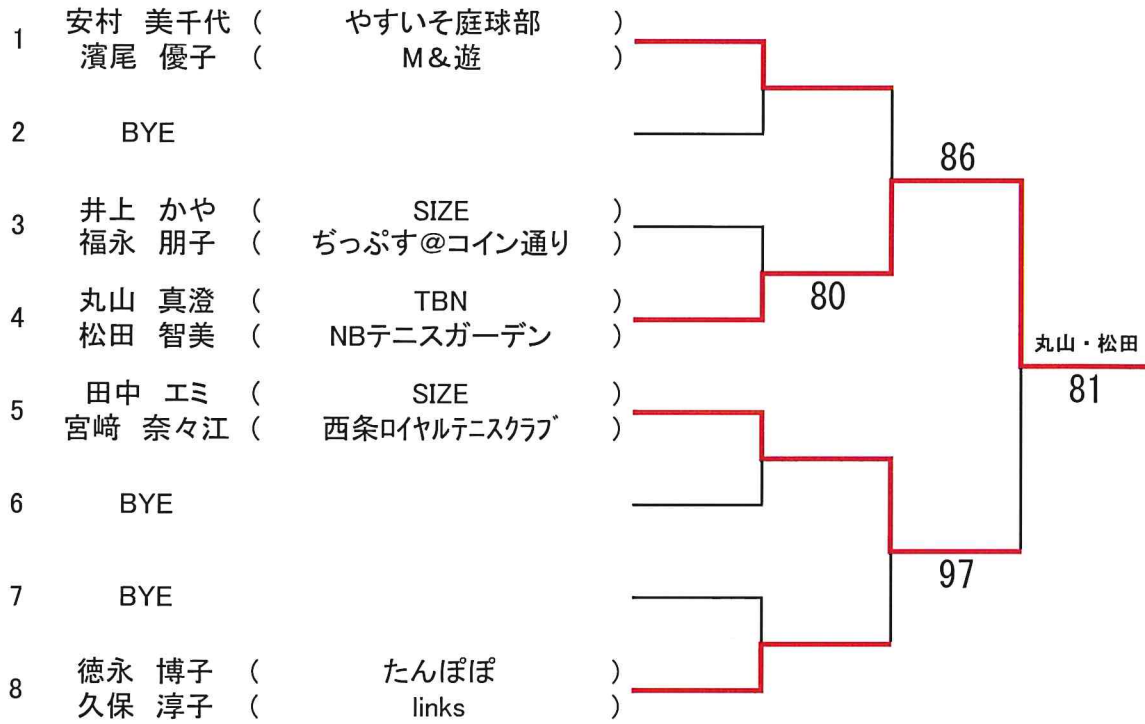 1 安村 美千代 ( やすいそ庭球部 )
濱尾 優子 ( M&遊 )
2 BYE
86
3 井上 かや ( SIZE )
福永 朋子 ( ぢっぷす@コイン通り )
80
4 丸山 真澄 ( TBN )
松田 智美 ( NBテニスガーデン )
丸山・松田
81
5 田中 エミ ( SIZE )
宮﨑 奈々江 ( 西条ロイヤルテニスクラブ )
6 BYE
97
7 BYE
8 徳永 博子 ( たんぽぽ )
久保 淳子 ( links )